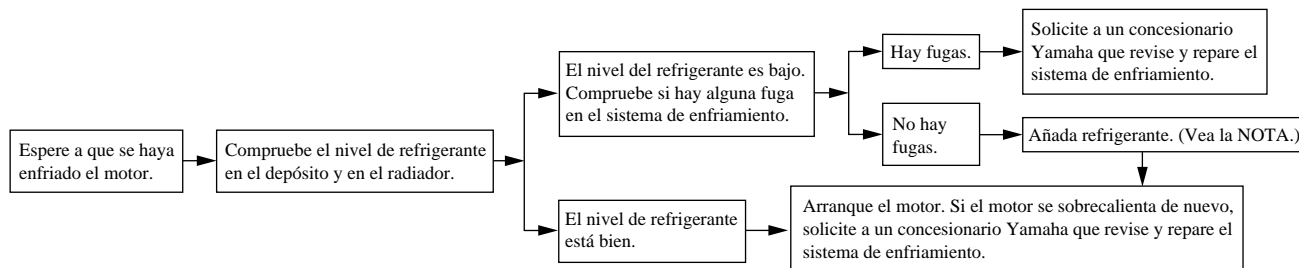 Espere a que se haya
enfriado el motor.
Compruebe el nivel de refrigerante
en el depósito y en el radiador.
El nivel del refrigerante es bajo.
Compruebe si hay alguna fuga
en el sistema de enfriamiento.
Hay fugas.
Solicite a un concesionario
Yamaha que revise y repare el
sistema de enfriamiento.
No hay
fugas.
Añada refrigerante. (Vea la NOTA.)
El nivel de refrigerante
está bien.
Arranque el motor. Si el motor se sobrecalienta de nuevo,
solicite a un concesionario Yamaha que revise y repare el
sistema de enfriamiento.